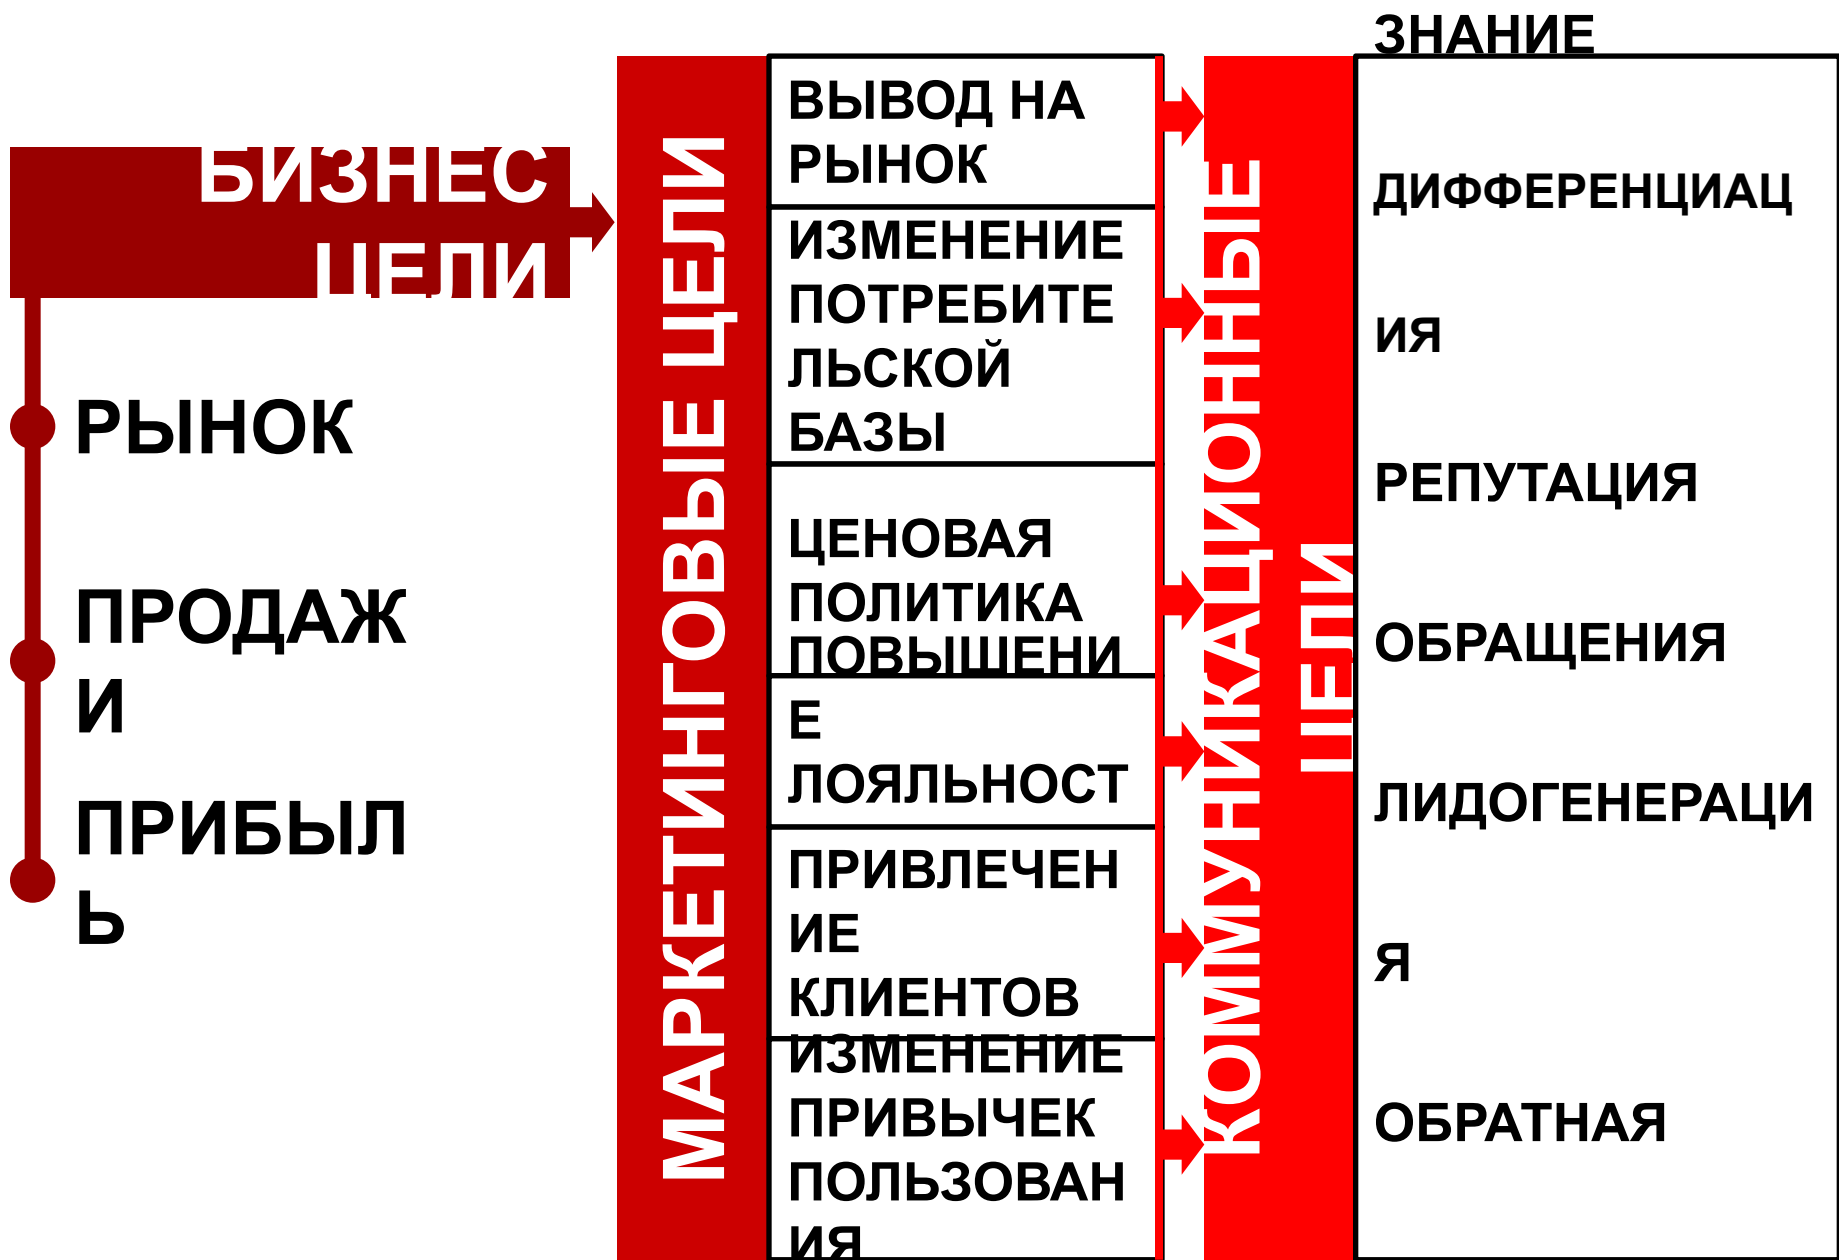 БИЗНЕС
ЦЕЛИ
РЫНОК
ПРОДАЖ
И
ПРИБЫЛ
Ь
МАРКЕТИНГОВЫЕ ЦЕЛИ
ВЫВОД НА
РЫНОК
ИЗМЕНЕНИЕ
ПОТРЕБИТЕ
ЛЬСКОЙ
БАЗЫ
ЦЕНОВАЯ
ПОЛИТИКА
ПОВЫШЕНИ
Е
ЛОЯЛЬНОСТ
ПРИВЛЕЧЕН
ИЕ
КЛИЕНТОВ
ИЗМЕНЕНИЕ
ПРИВЫЧЕК
ПОЛЬЗОВАН
ИЯ
КОММУНИКАЦИОННЫЕ
ЦЕЛИ
ЗНАНИЕ
ДИФФЕРЕНЦИАЦ
ИЯ
РЕПУТАЦИЯ
ОБРАЩЕНИЯ
ЛИДОГЕНЕРАЦИ
Я
ОБРАТНАЯ